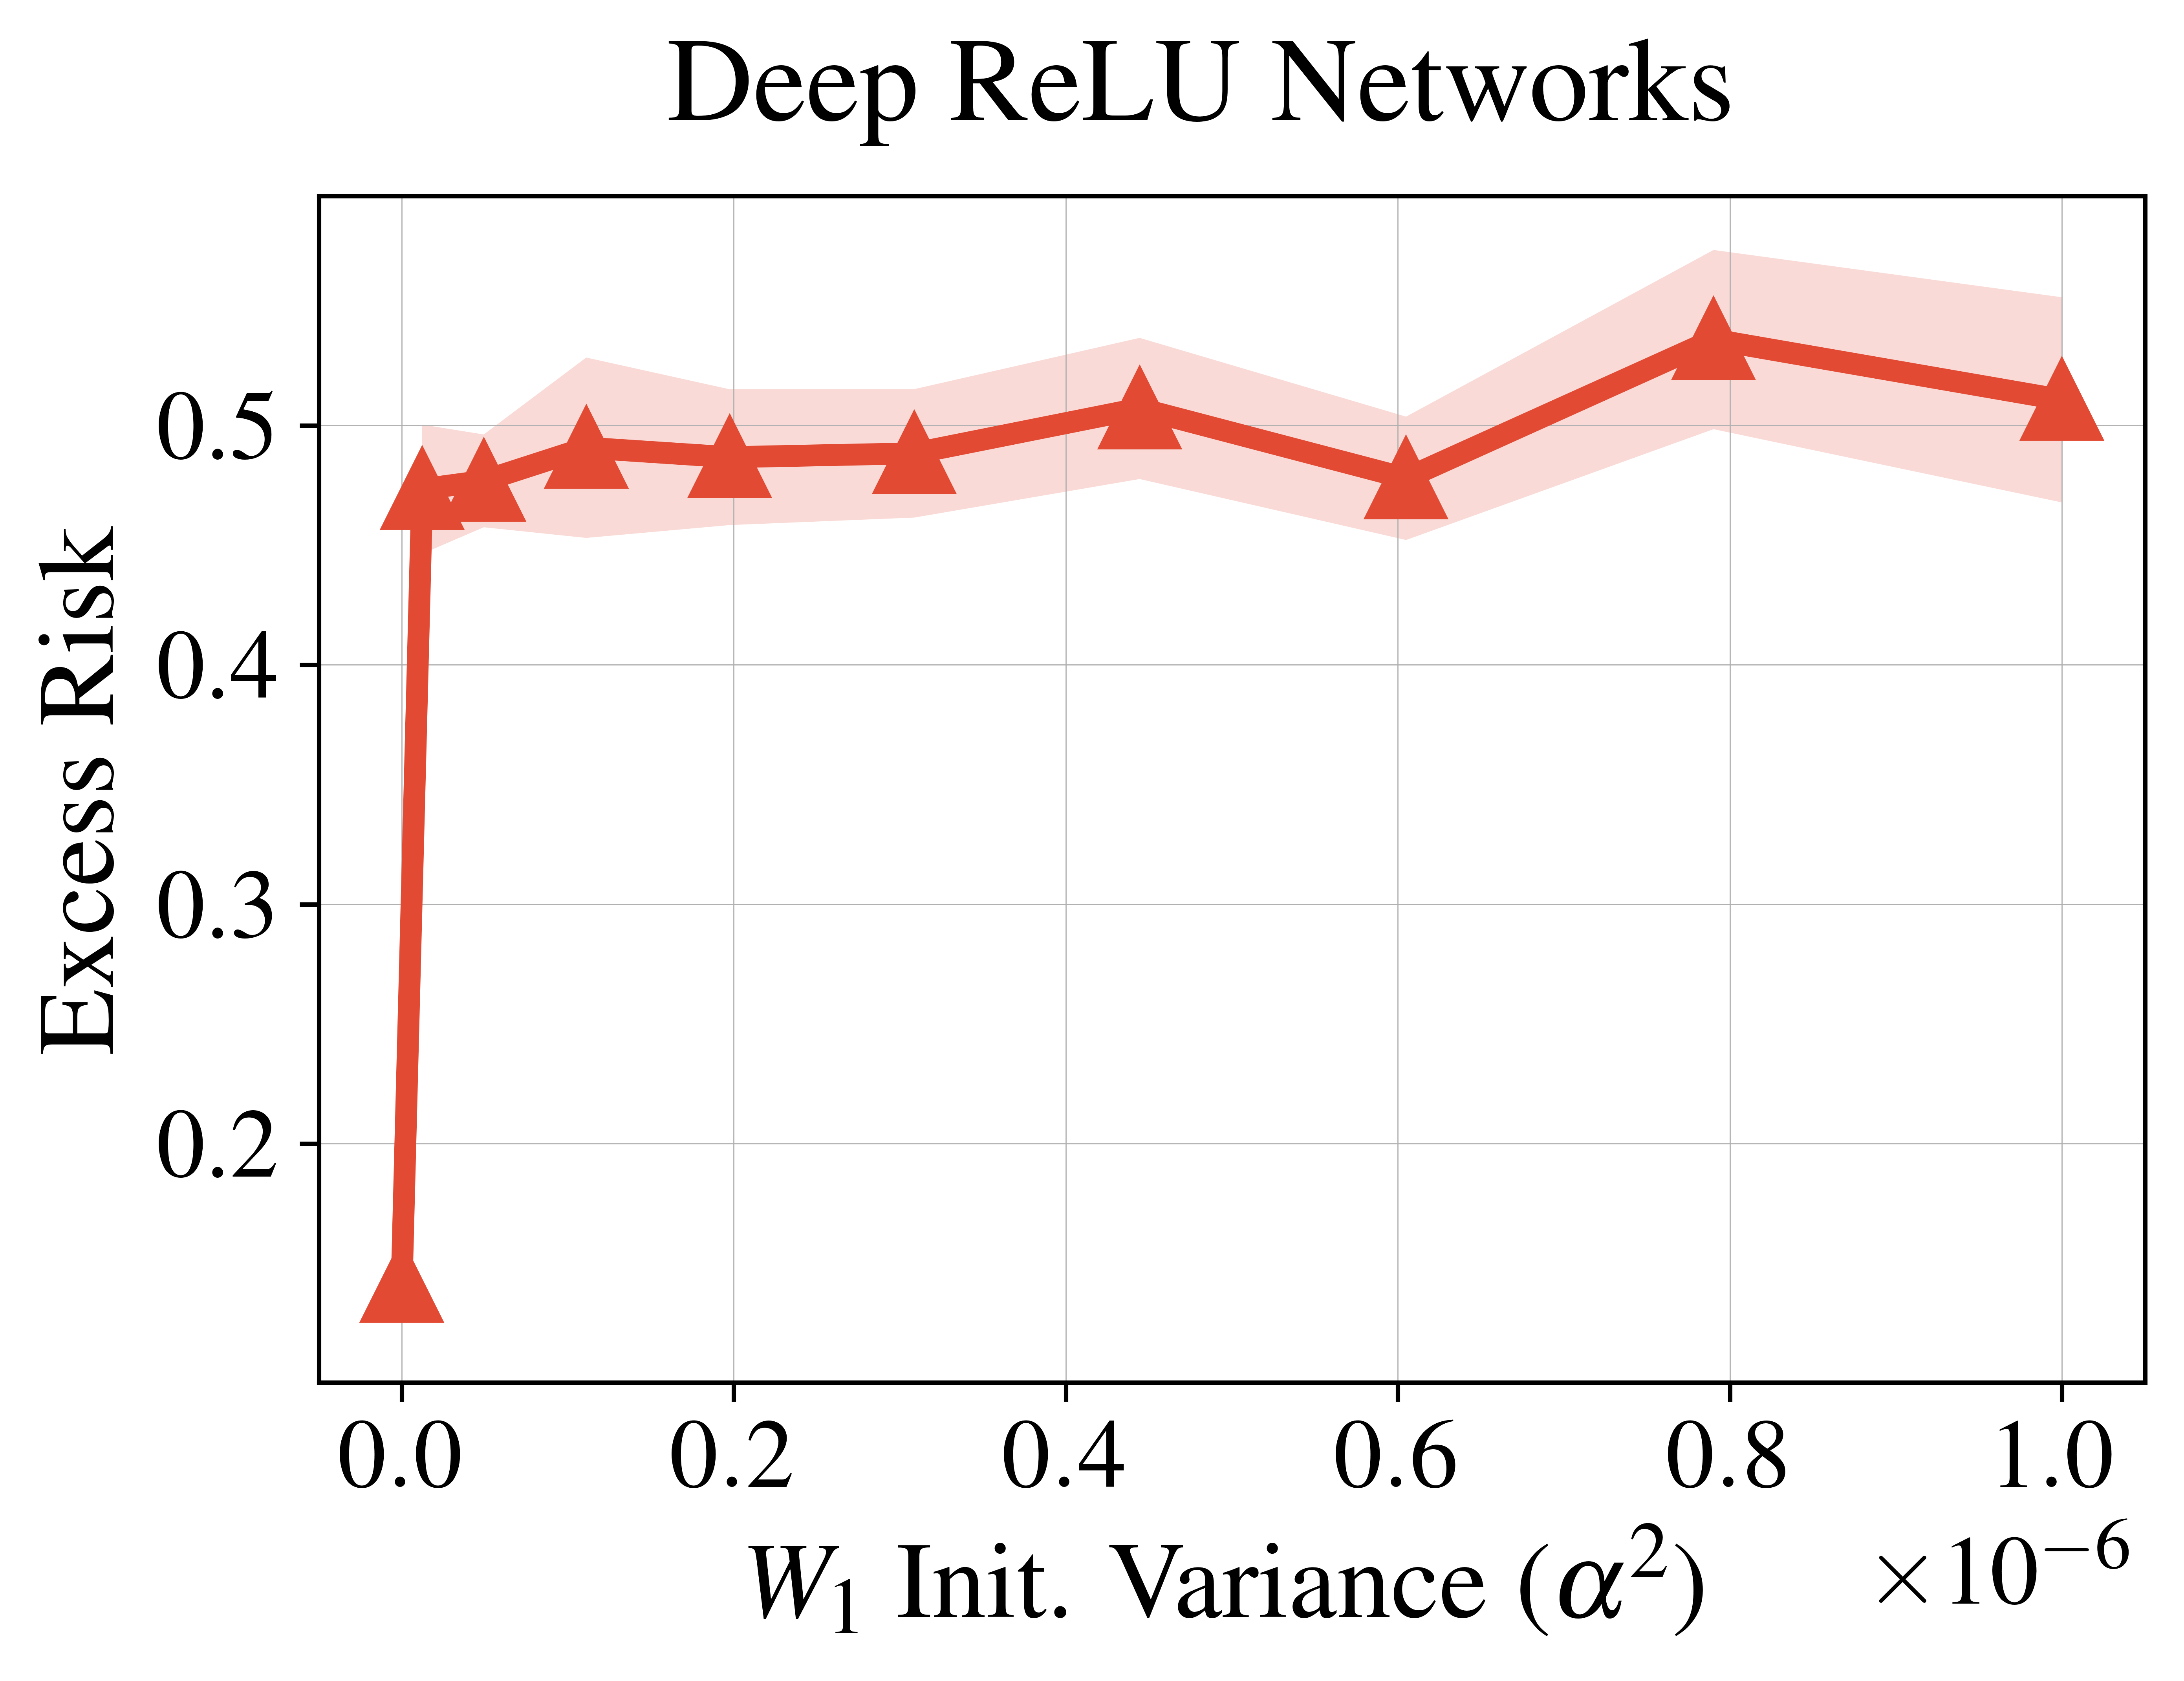 Deep ReLU Networks
Excess Risk
0.5
0.4
0.3
0.2
0.0 0.2 0.4 0.6 0.8 1.0
W₁ Init. Variance (α²) ×10⁻⁶